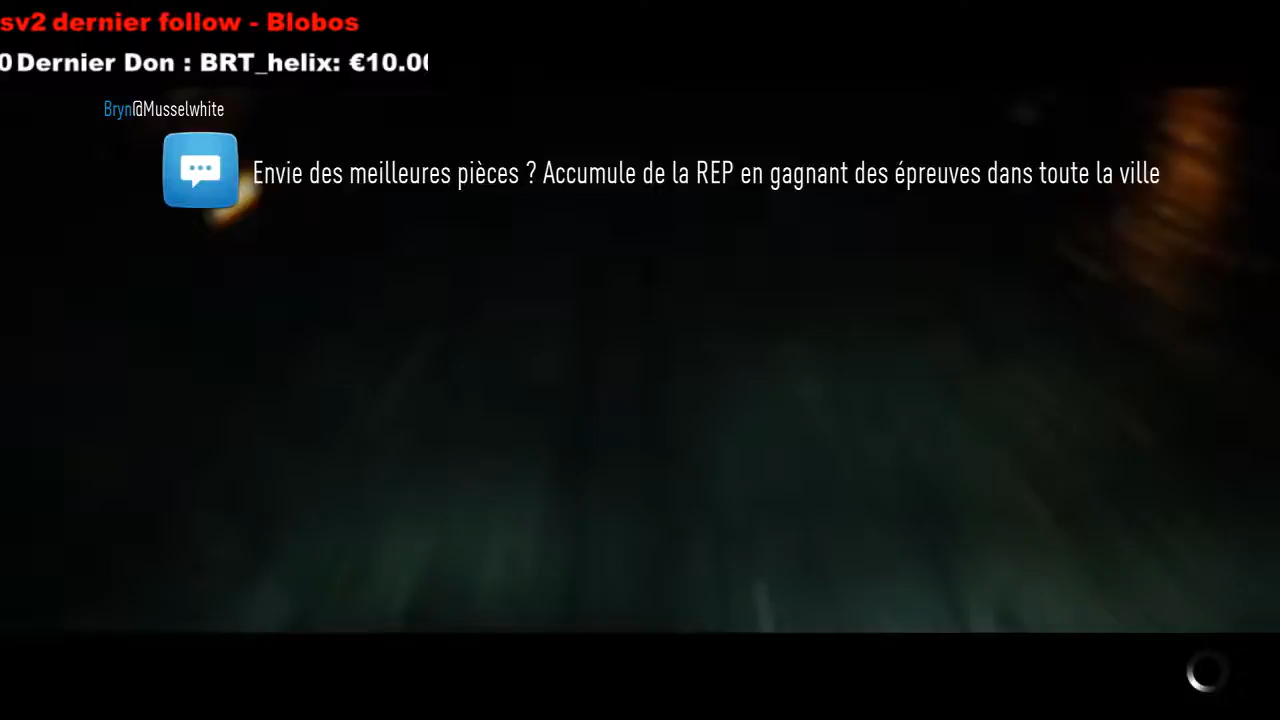 sv2 dernier follow - Blobos
0 Dernier Don : BRT_helix: €10.00
Bryn@Musselwhite
Envie des meilleures pièces ? Accumule de la REP en gagnant des épreuves dans toute la ville